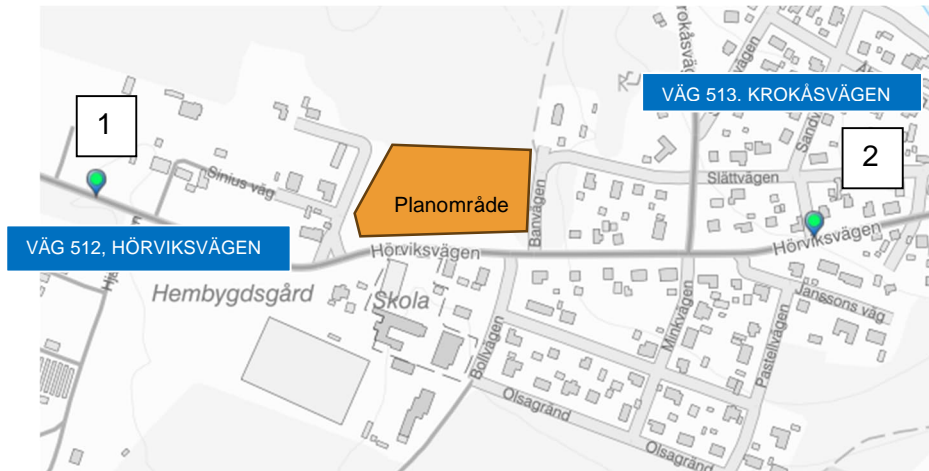 VÄG 513. KROKÅSVÄGEN
1
2
Sinius väg
Slättvägen
Planområde
Banvägen
VÄG 512, HÖRVIKSVÄGEN
Hörviksvägen
Hörviksvägen
Hembygdsgård
Skola
Janssons väg
Minkvägen
Bollvägen
Pastellvägen
Olsagränd
Olsagränd